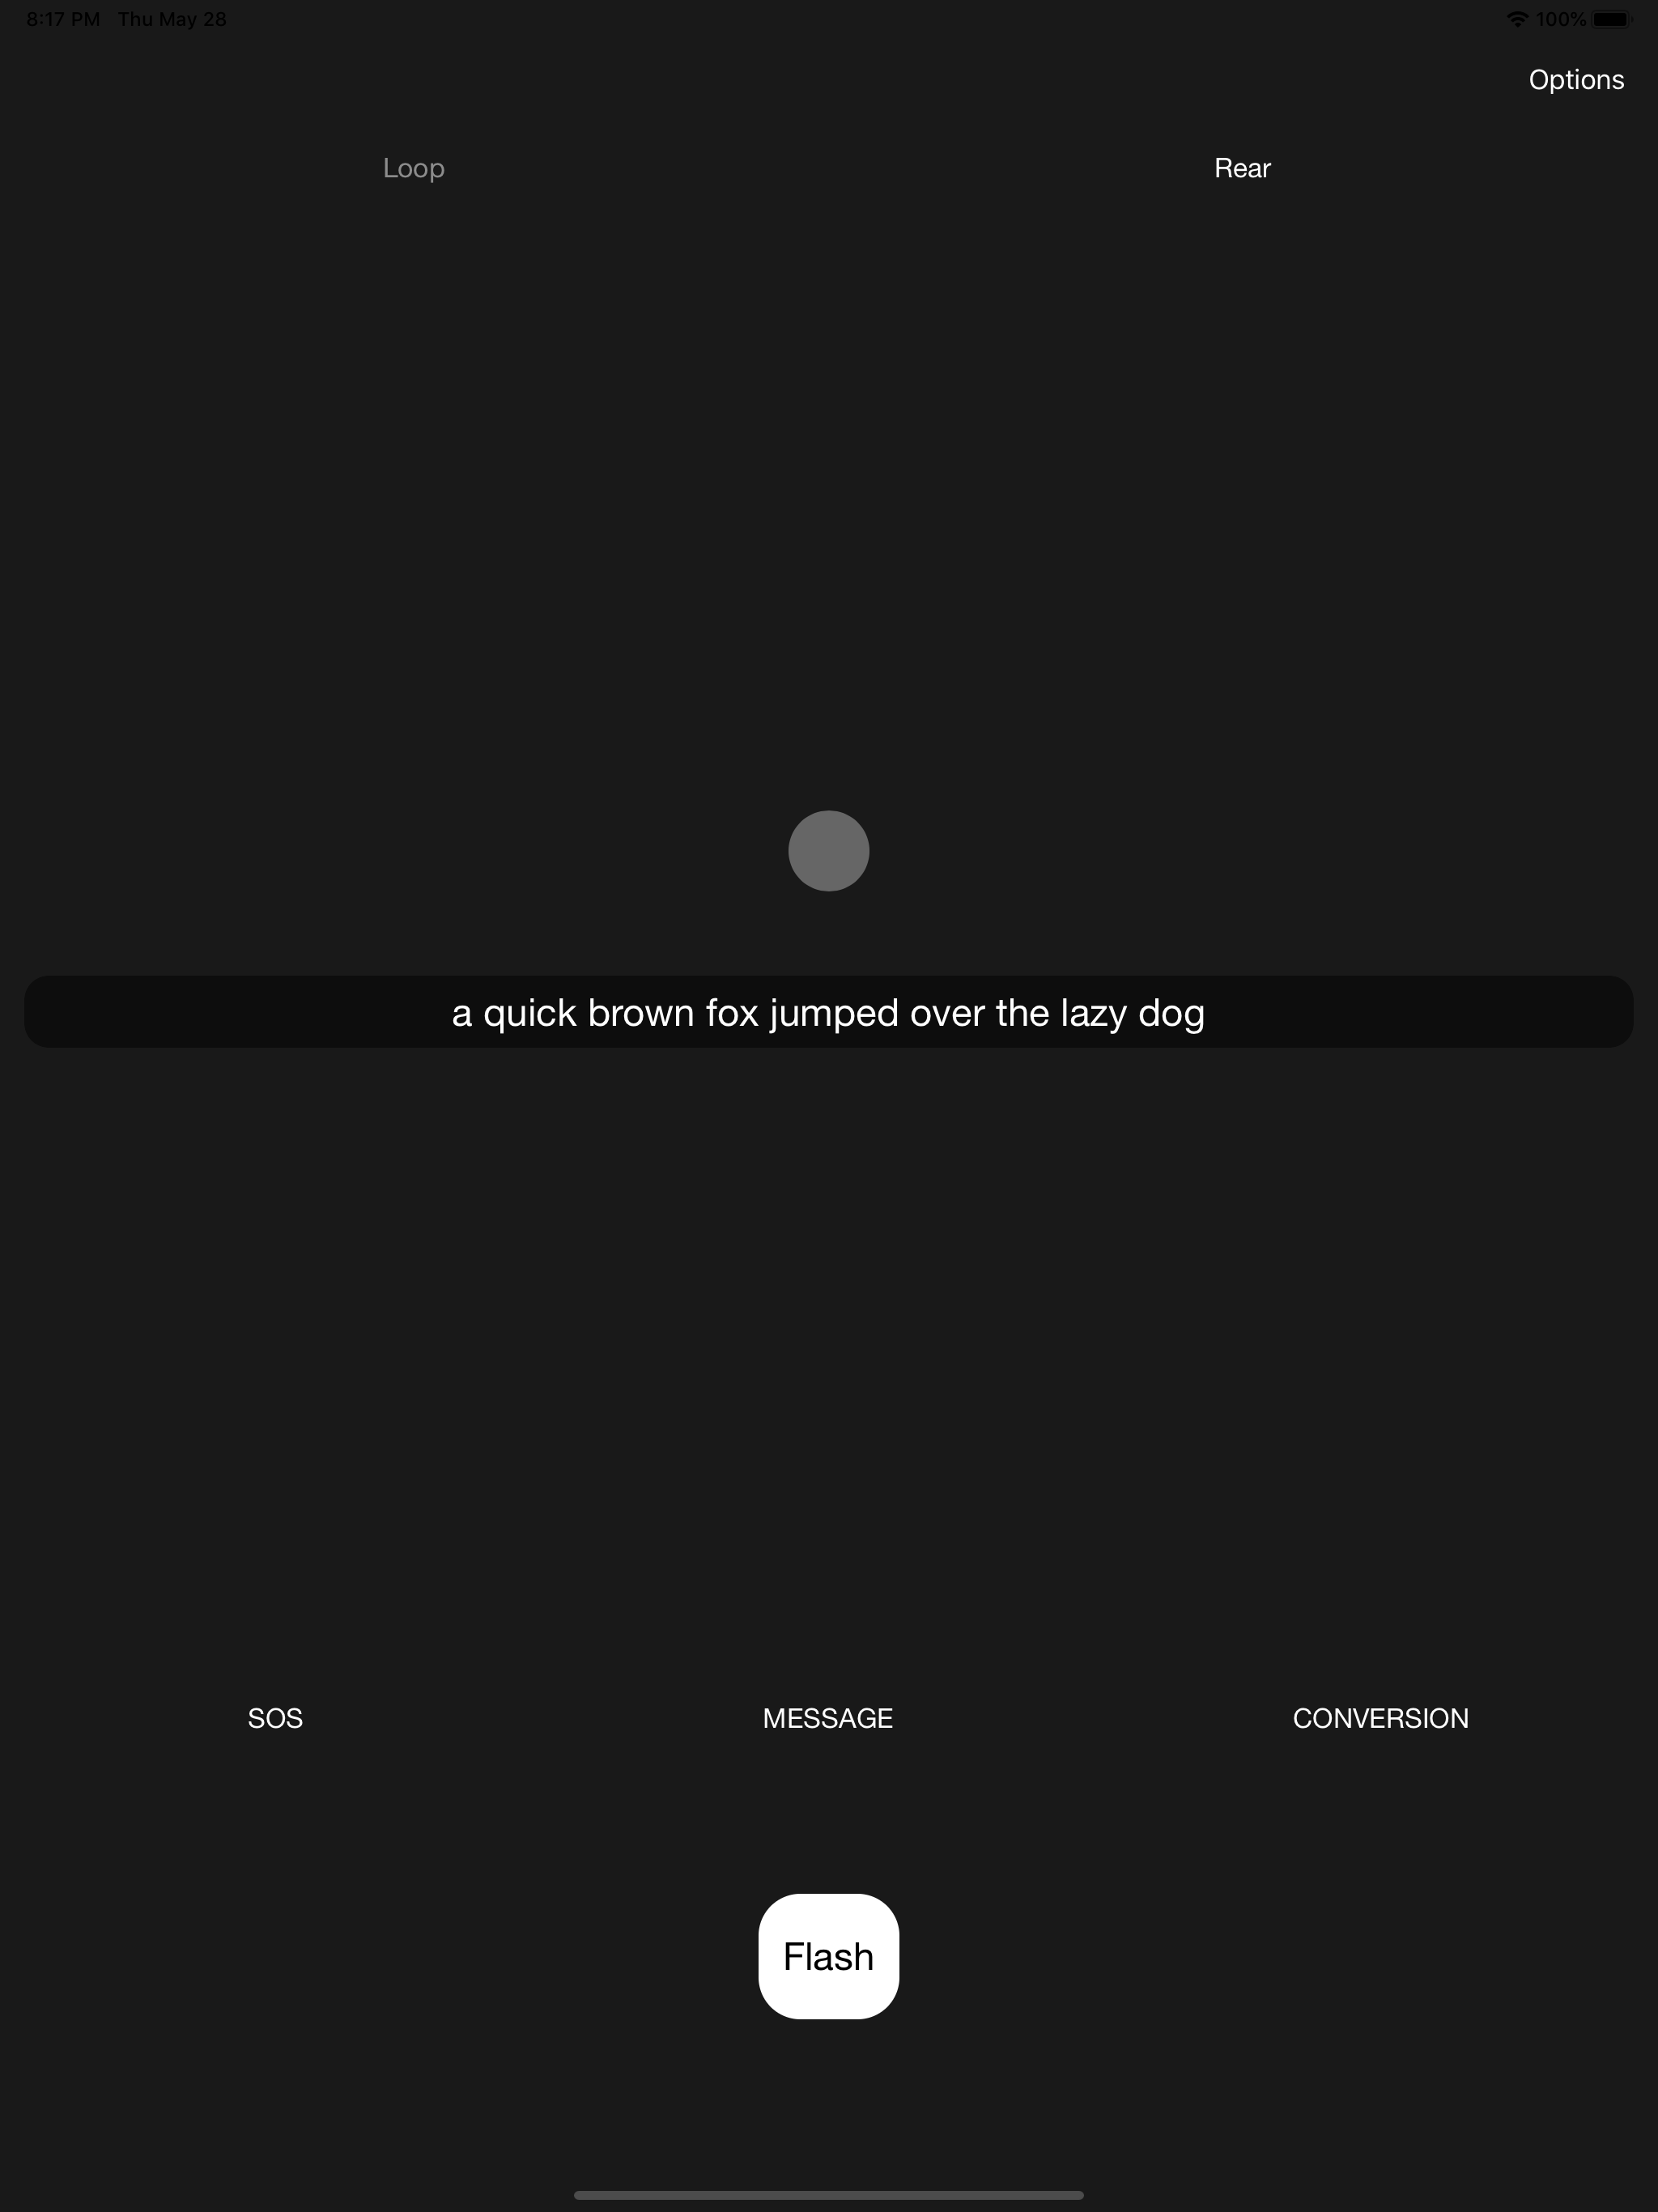 8:17 PM Thu May 28 100%
Options
Loop Rear
a quick brown fox jumped over the lazy dog
SOS MESSAGE CONVERSION
Flash